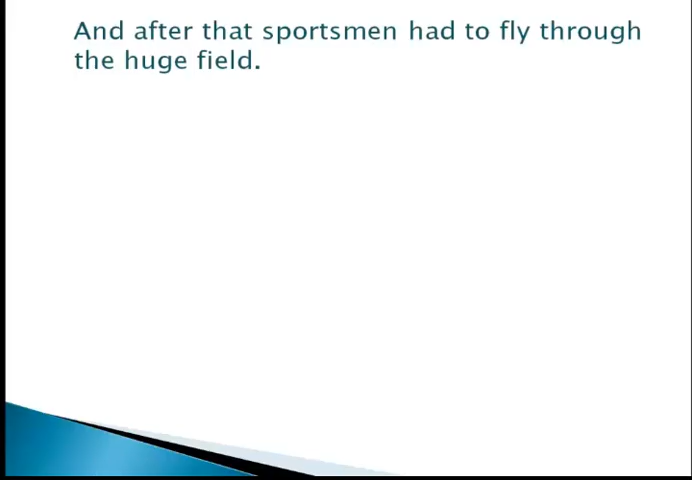 And after that sportsmen had to fly through
the huge field.